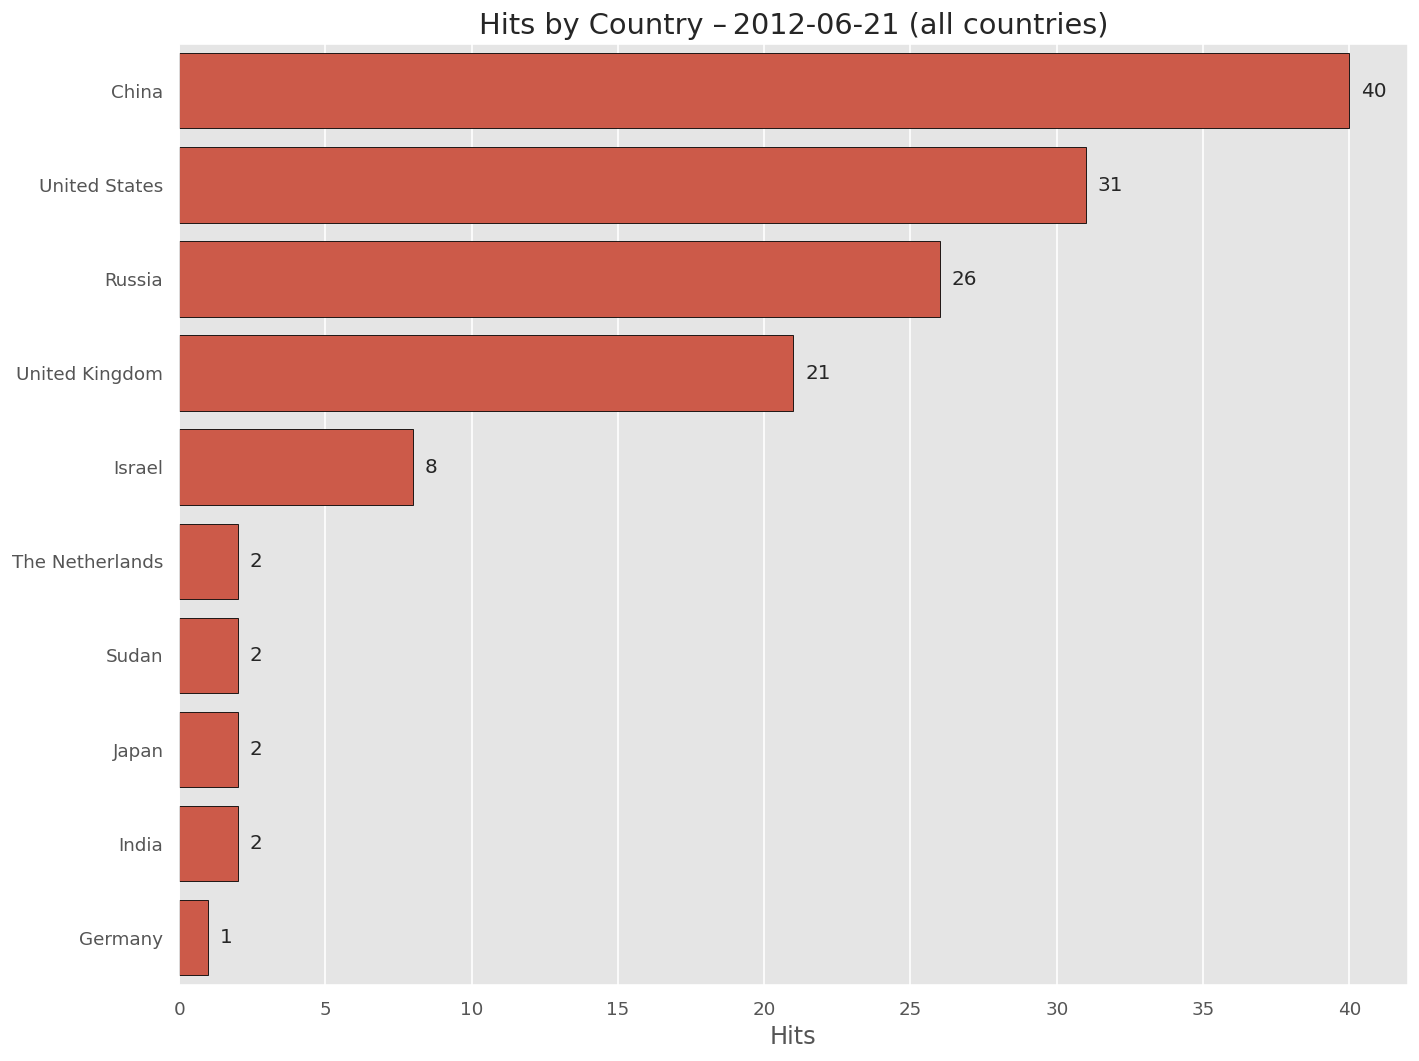 Hits by Country – 2012-06-21 (all countries)
China 40
United States 31
Russia 26
United Kingdom 21
Israel 8
The Netherlands 2
Sudan 2
Japan 2
India 2
Germany 1
0 5 10 15 20 25 30 35 40
Hits